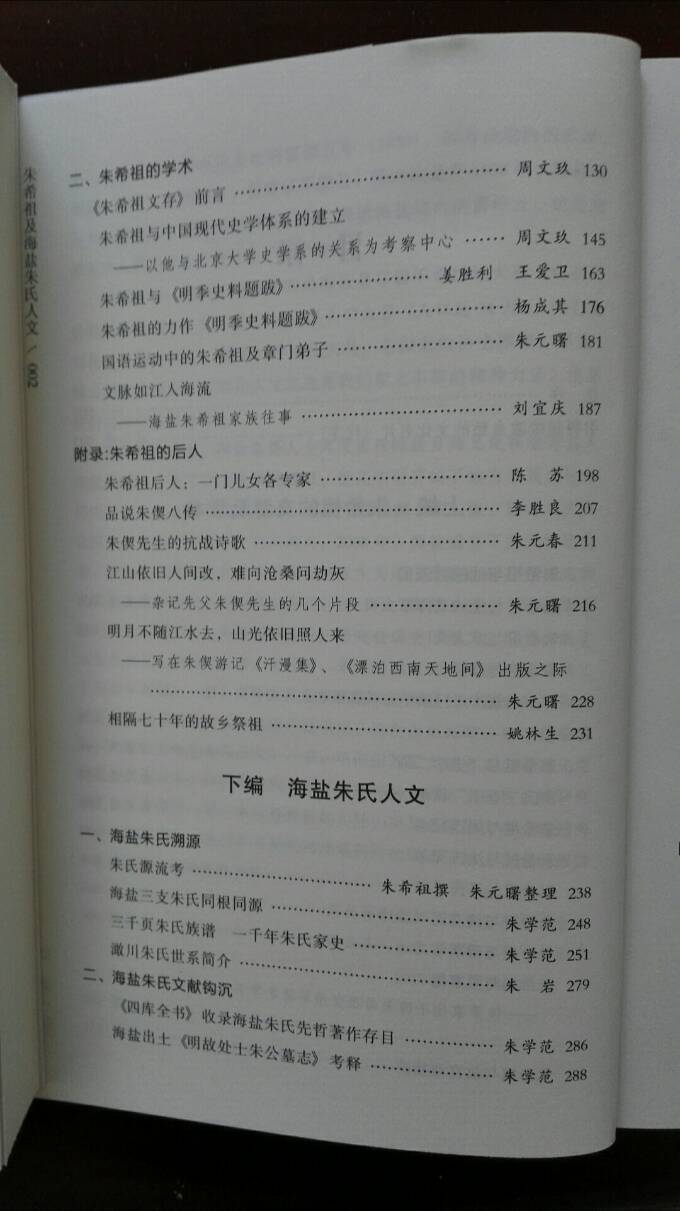 朱希祖及海盐朱氏人文 / 002
二、朱希祖的学术
《朱希祖文存》前言 …… 周文玖 130
朱希祖与中国现代史学体系的建立
——以他与北京大学史学系的关系为考察中心 …… 周文玖 145
朱希祖与《明季史料题跋》…… 姜胜利 王爱卫 163
朱希祖的力作《明季史料题跋》…… 杨成其 176
国语运动中的朱希祖及章门弟子 …… 朱元曙 181
文脉如江人海流
——海盐朱希祖家族往事 …… 刘宜庆 187
附录:朱希祖的后人
朱希祖后人：一门儿女各专家 …… 陈 苏 198
品说朱偰八传 …… 李胜良 207
朱偰先生的抗战诗歌 …… 朱元春 211
江山依旧人间改，难向沧桑问劫灰
——杂记先父朱偰先生的几个片段 …… 朱元曙 216
明月不随江水去，山光依旧照人来
——写在朱偰游记《汗漫集》、《漂泊西南天地间》出版之际
…… 朱元曙 228
相隔七十年的故乡祭祖 …… 姚林生 231
下编 海盐朱氏人文
一、海盐朱氏溯源
朱氏源流考 …… 朱希祖撰 朱元曙整理 238
海盐三支朱氏同根同源 …… 朱学范 248
三千页朱氏族谱 一千年朱氏家史 …… 朱学范 251
澉川朱氏世系简介 …… 朱 岩 279
二、海盐朱氏文献钩沉
《四库全书》收录海盐朱氏先哲著作存目 …… 朱学范 286
海盐出土《明故处士朱公墓志》考释 …… 朱学范 288